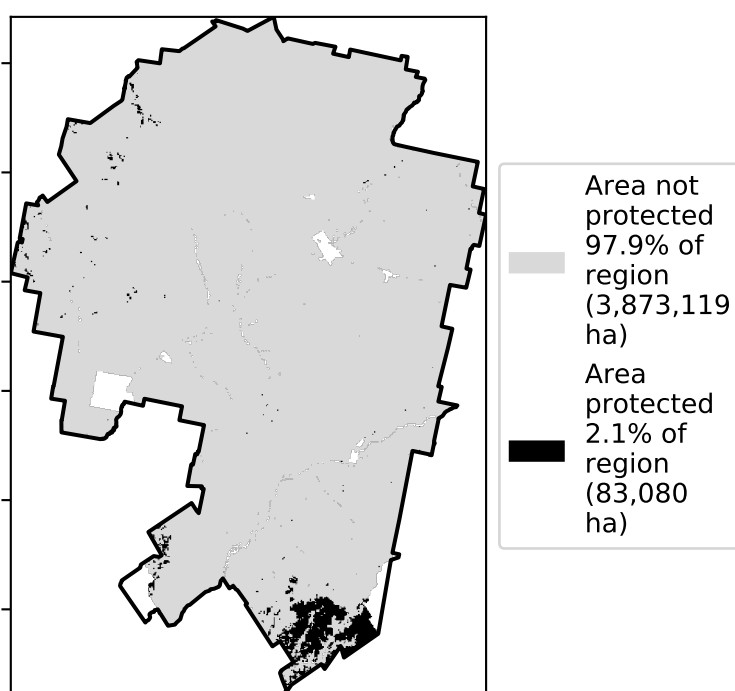 Area not
protected
97.9% of
region
(3,873,119
ha)
Area
protected
2.1% of
region
(83,080
ha)